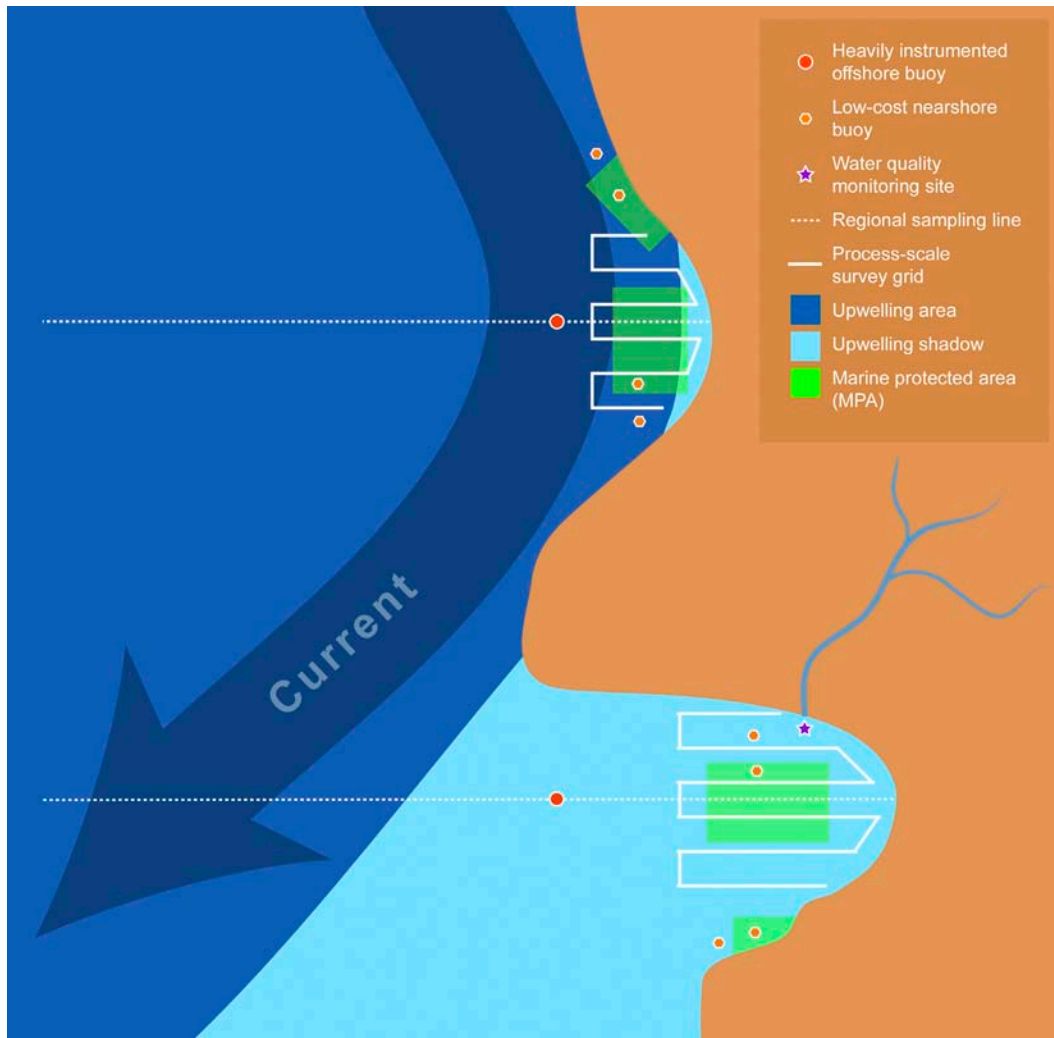 Heavily instrumented
offshore buoy
Low-cost nearshore
buoy
Water quality
monitoring site
Regional sampling line
Process-scale
survey grid
Upwelling area
Upwelling shadow
Marine protected area
(MPA)
Current